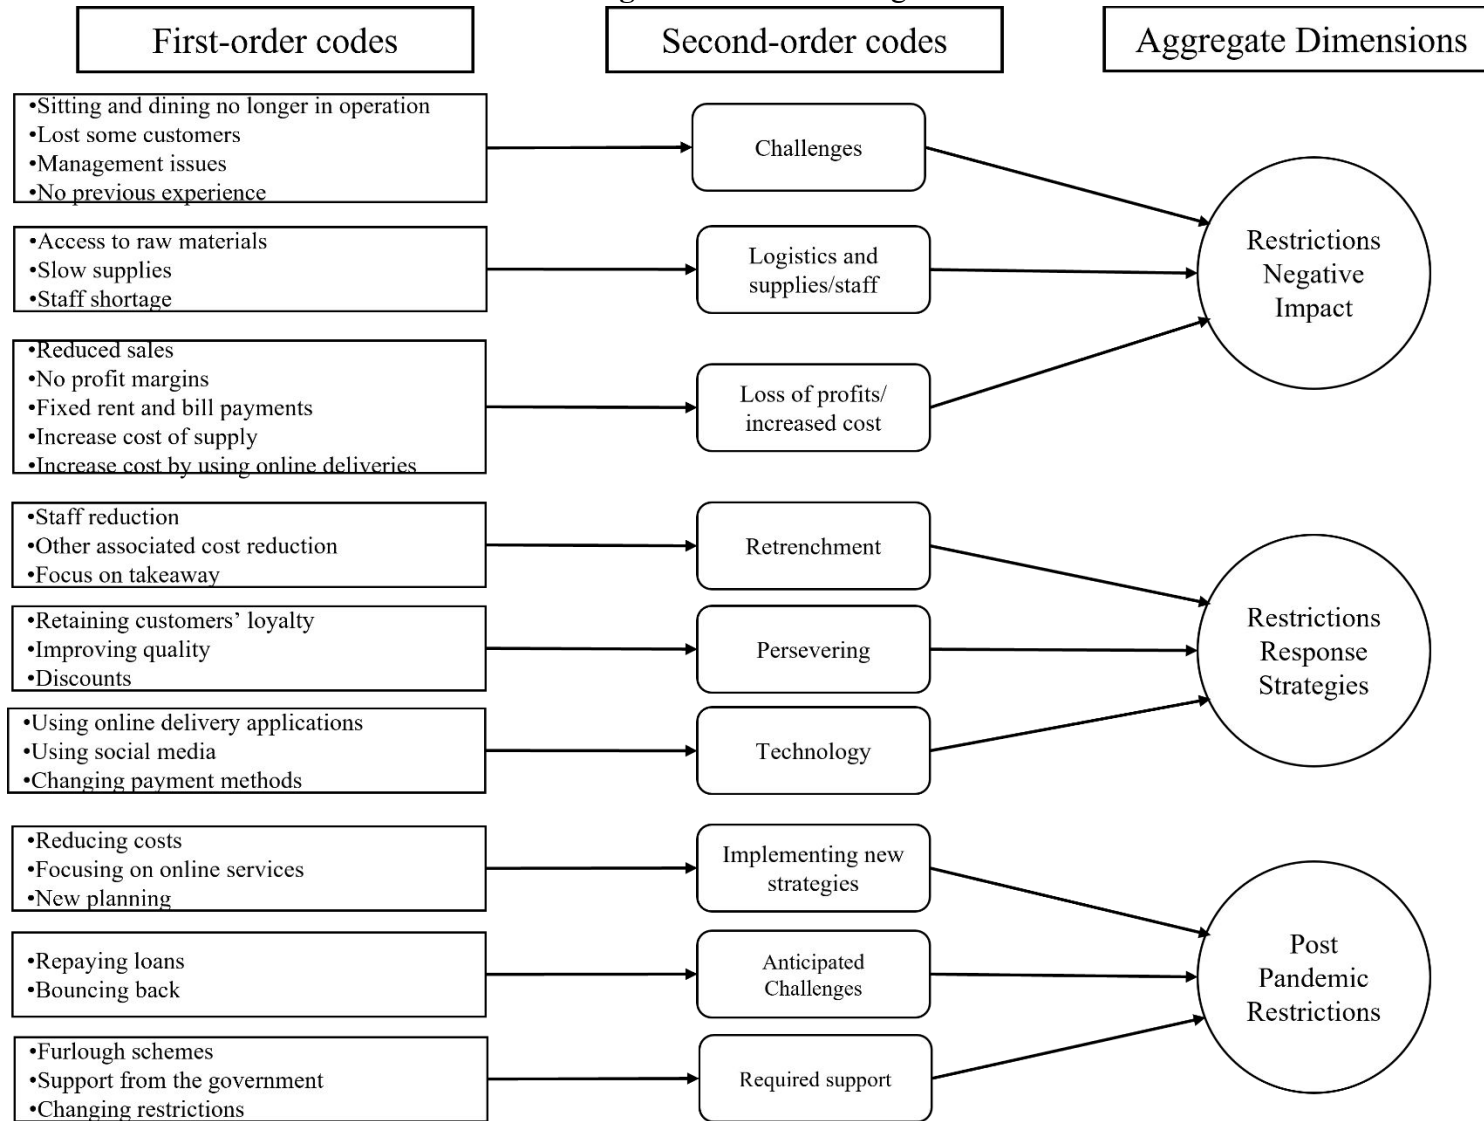 First-order codes
Second-order codes
Aggregate Dimensions
•Sitting and dining no longer in operation
•Lost some customers
•Management issues
•No previous experience
Challenges
•Access to raw materials
•Slow supplies
•Staff shortage
Logistics and
supplies/staff
•Reduced sales
•No profit margins
•Fixed rent and bill payments
•Increase cost of supply
•Increase cost by using online deliveries
Loss of profits/
increased cost
Restrictions
Negative
Impact
•Staff reduction
•Other associated cost reduction
•Focus on takeaway
Retrenchment
•Retaining customers’ loyalty
•Improving quality
•Discounts
Persevering
•Using online delivery applications
•Using social media
•Changing payment methods
Technology
Restrictions
Response
Strategies
•Reducing costs
•Focusing on online services
•New planning
Implementing new
strategies
•Repaying loans
•Bouncing back
Anticipated
Challenges
•Furlough schemes
•Support from the government
•Changing restrictions
Required support
Post
Pandemic
Restrictions